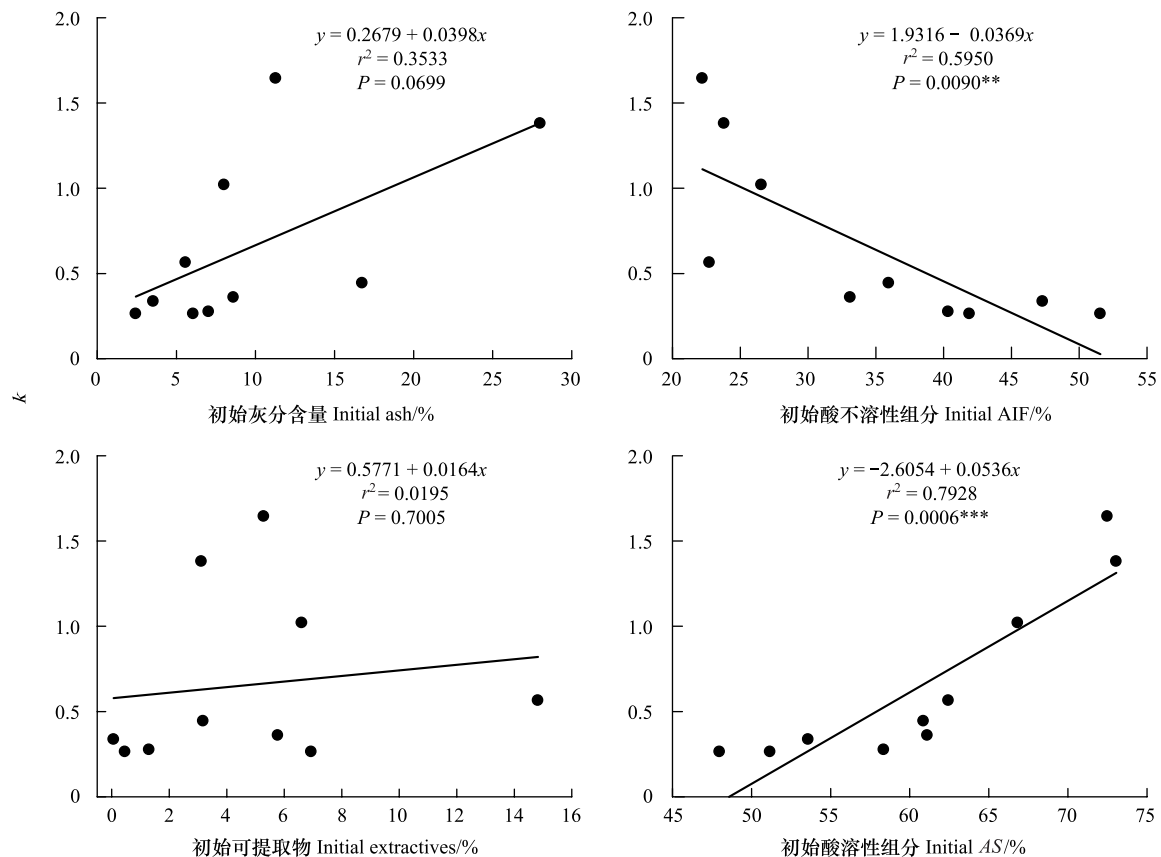 y = 0.2679 + 0.0398x
r² = 0.3533
P = 0.0699
2.0
1.5
1.0
0.5
0
0 5 10 15 20 25 30
初始灰分含量 Initial ash/%
y = 1.9316 − 0.0369x
r² = 0.5950
P = 0.0090**
2.0
1.5
1.0
0.5
0
20 25 30 35 40 45 50 55
初始酸不溶性组分 Initial AIF/%
k
y = 0.5771 + 0.0164x
r² = 0.0195
P = 0.7005
2.0
1.5
1.0
0.5
0
0 2 4 6 8 10 12 14 16
初始可提取物 Initial extractives/%
y = −2.6054 + 0.0536x
r² = 0.7928
P = 0.0006***
2.0
1.5
1.0
0.5
0
45 50 55 60 65 70 75
初始酸溶性组分 Initial AS/%